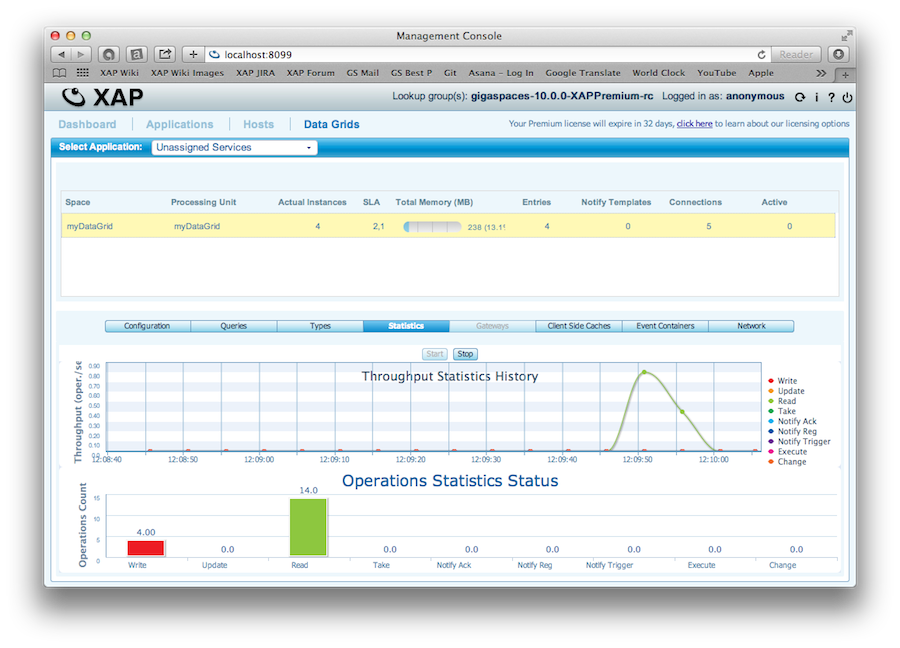 Management Console
localhost:8099
Reader
XAP Wiki XAP Wiki Images XAP JIRA XAP Forum GS Mail GS Best P Git Asana - Log In Google Translate World Clock YouTube Apple
XAP
Lookup group(s): gigaspaces-10.0.0-XAPPremium-rc Logged in as: anonymous
Dashboard Applications Hosts Data Grids
Your Premium license will expire in 32 days, click here to learn about our licensing options
Select Application: Unassigned Services
Space Processing Unit Actual Instances SLA Total Memory (MB) Entries Notify Templates Connections Active
myDataGrid myDataGrid 4 2,1 238 (13.1 4 0 5 0
Configuration Queries Types Statistics Gateways Client Side Caches Event Containers Network
Start Stop
Throughput Statistics History
Throughput (oper./se
0.90
0.80
0.70
0.60
0.50
0.40
0.30
0.20
0.10
0.0
12:08:40 12:08:50 12:09:00 12:09:10 12:09:20 12:09:30 12:09:40 12:09:50 12:10:00
Write
Update
Read
Take
Notify Ack
Notify Reg
Notify Trigger
Execute
Change
Operations Statistics Status
Operations Count
15
10
5
0
4.00 0.0 14.0 0.0 0.0 0.0 0.0 0.0 0.0
Write Update Read Take Notify Ack Notify Reg Notify Trigger Execute Change